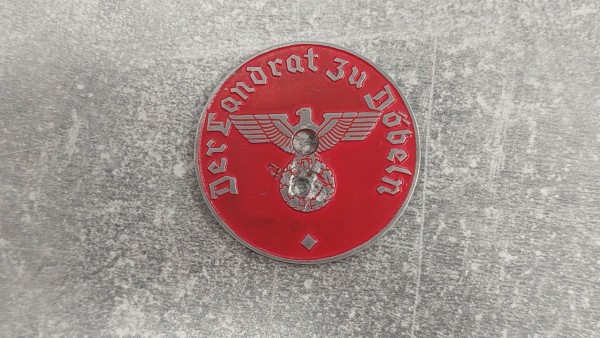 Der Landrat zu Döbeln